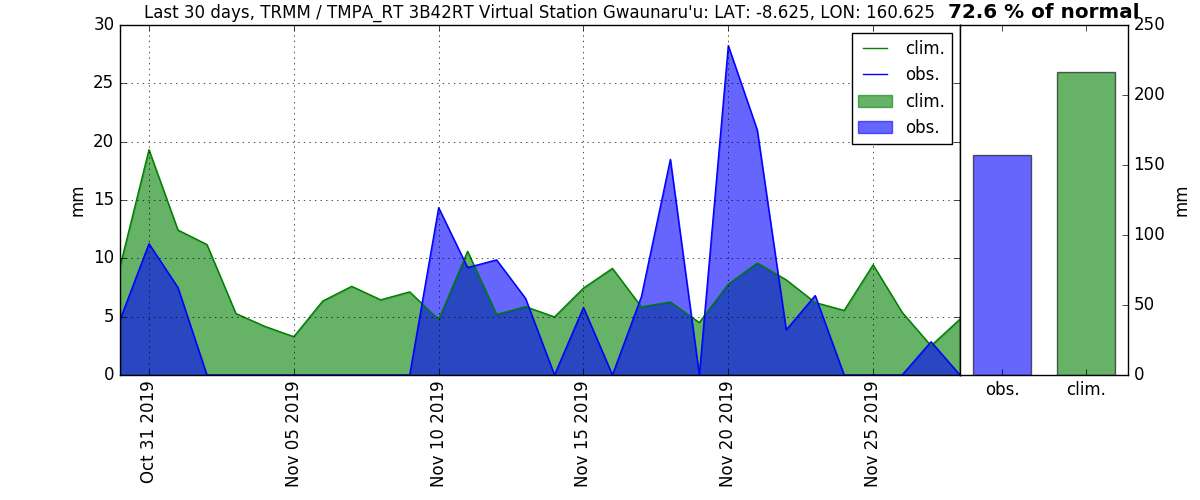 Last 30 days, TRMM / TMPA_RT 3B42RT Virtual Station Gwaunaru'u: LAT: -8.625, LON: 160.625
72.6 % of normal
30
25
20
15
10
5
0
mm
clim.
obs.
clim.
obs.
Oct 31 2019
Nov 05 2019
Nov 10 2019
Nov 15 2019
Nov 20 2019
Nov 25 2019
250
200
150
100
50
0
mm
obs.
clim.